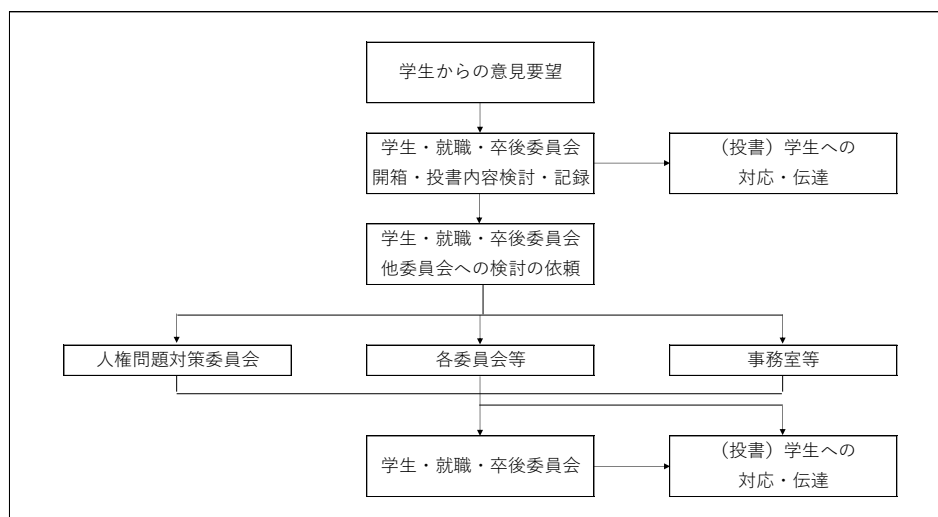 学生からの意見要望
学生・就職・卒後委員会
開箱・投書内容検討・記録
（投書）学生への
対応・伝達
学生・就職・卒後委員会
他委員会への検討の依頼
人権問題対策委員会
各委員会等
事務室等
学生・就職・卒後委員会
（投書）学生への
対応・伝達